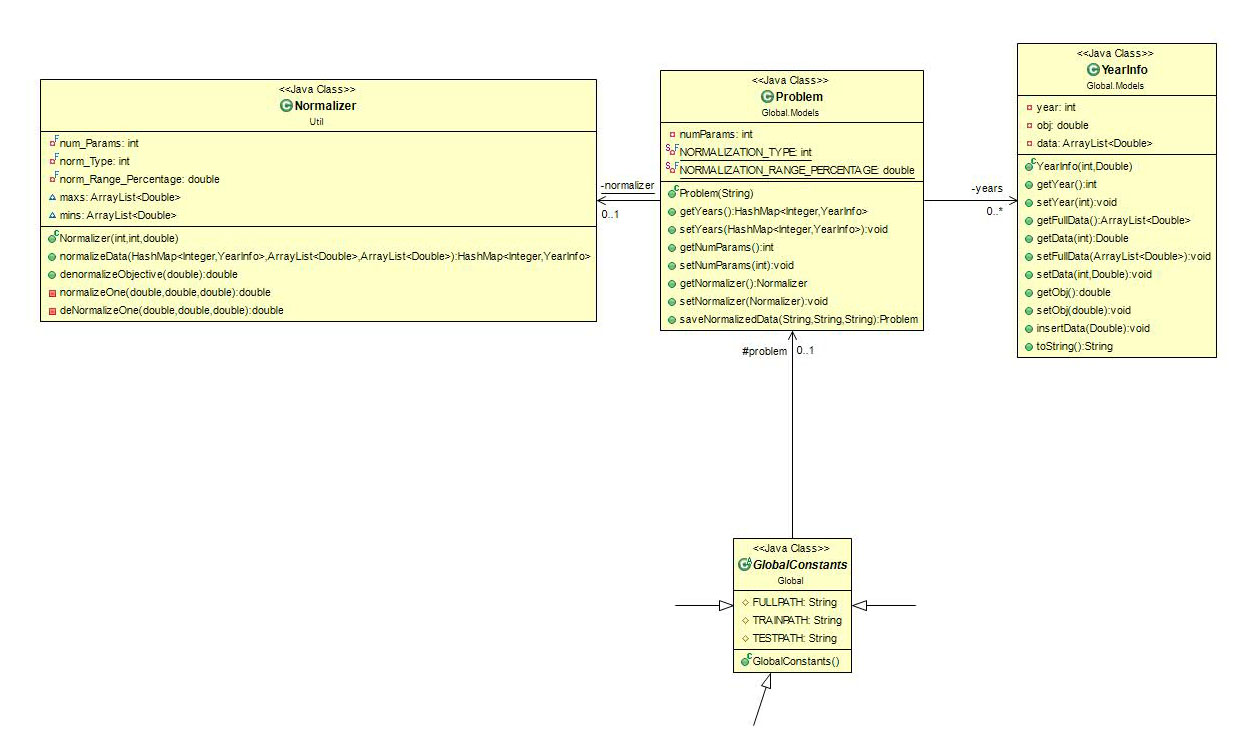 <<Java Class>>
Normalizer
Util
num_Params: int
norm_Type: int
norm_Range_Percentage: double
maxs: ArrayList<Double>
mins: ArrayList<Double>
Normalizer(int,int,double)
normalizeData(HashMap<Integer,YearInfo>,ArrayList<Double>,ArrayList<Double>):HashMap<Integer,YearInfo>
denormalizeObjective(double):double
normalizeOne(double,double,double):double
deNormalizeOne(double,double,double):double
-normalizer
0..1
<<Java Class>>
Problem
Global.Models
numParams: int
NORMALIZATION_TYPE: int
NORMALIZATION_RANGE_PERCENTAGE: double
Problem(String)
getYears():HashMap<Integer,YearInfo>
setYears(HashMap<Integer,YearInfo>):void
getNumParams():int
setNumParams(int):void
getNormalizer():Normalizer
setNormalizer(Normalizer):void
saveNormalizedData(String,String,String):Problem
-years
0..*
<<Java Class>>
YearInfo
Global.Models
year: int
obj: double
data: ArrayList<Double>
YearInfo(int,Double)
getYear():int
setYear(int):void
getFullData():ArrayList<Double>
getData(int):Double
setFullData(ArrayList<Double>):void
setData(int,Double):void
getObj():double
setObj(double):void
insertData(Double):void
toString():String
#problem 0..1
<<Java Class>>
GlobalConstants
Global
FULLPATH: String
TRAINPATH: String
TESTPATH: String
GlobalConstants()